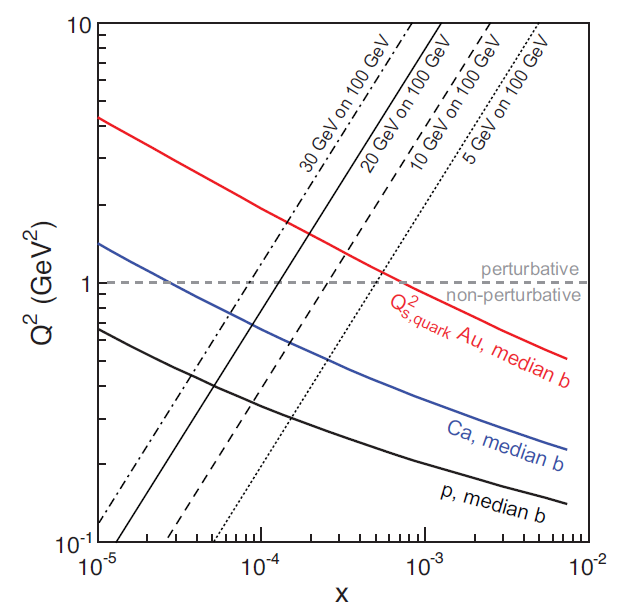 10
1
10⁻¹
Q² (GeV²)
30 GeV on 100 GeV
20 GeV on 100 GeV
10 GeV on 100 GeV
5 GeV on 100 GeV
perturbative
non-perturbative
Q²s,quark Au, median b
Ca, median b
p, median b
10⁻⁵
10⁻⁴
10⁻³
10⁻²
x